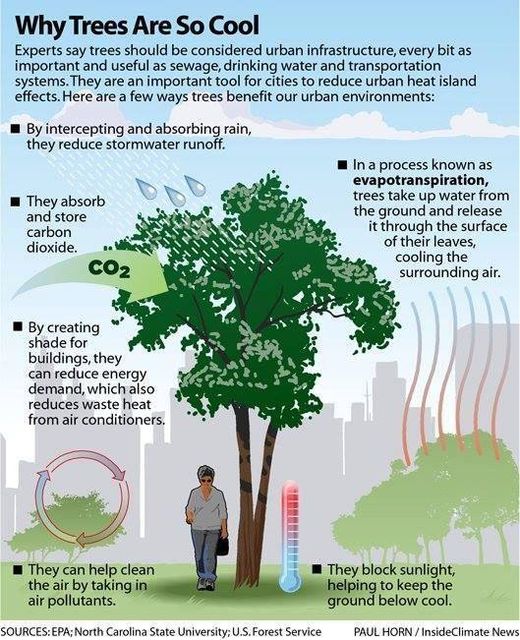 Why Trees Are So Cool
Experts say trees should be considered urban infrastructure, every bit as
important and useful as sewage, drinking water and transportation
systems. They are an important tool for cities to reduce urban heat island
effects. Here are a few ways trees benefit our urban environments:
■ By intercepting and absorbing rain,
they reduce stormwater runoff.
■ They absorb
and store
carbon
dioxide.
CO2
■ In a process known as
evapotranspiration,
trees take up water from
the ground and release
it through the surface
of their leaves,
cooling the
surrounding air.
■ By creating
shade for
buildings, they
can reduce energy
demand, which also
reduces waste heat
from air conditioners.
■ They can help clean
the air by taking in
air pollutants.
■ They block sunlight,
helping to keep the
ground below cool.
SOURCES: EPA; North Carolina State University; U.S. Forest Service
PAUL HORN / InsideClimate News